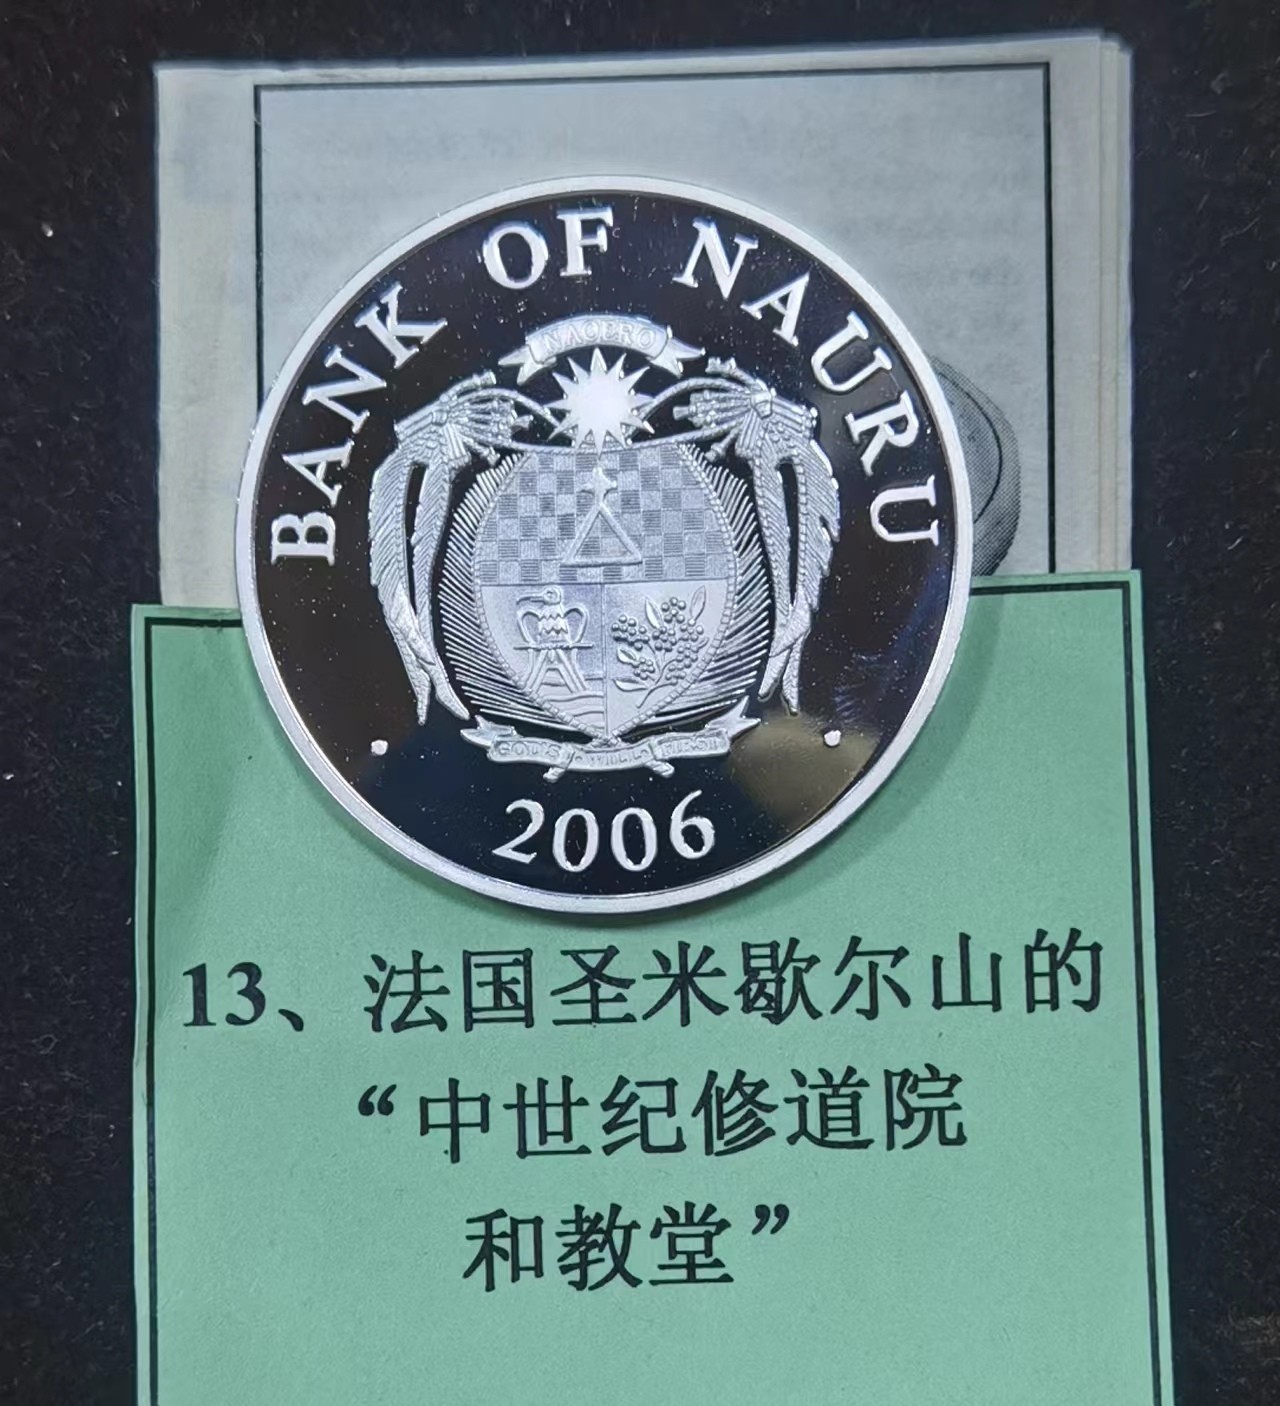 BANK OF NAURU
NAOERO
GOD'S WILL FIRST
2006
13、法国圣米歇尔山的
“中世纪修道院
和教堂”